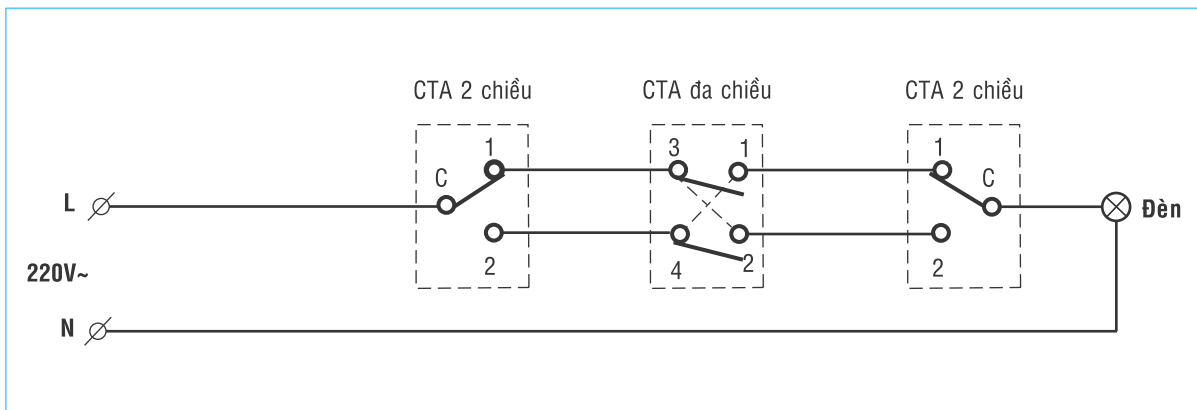 CTA 2 chiều CTA đa chiều CTA 2 chiều
1 3 1 1
C C
L Đèn
2 4 2 2
220V~
N